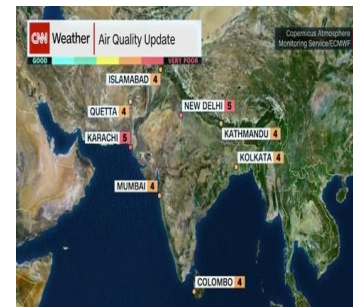 CNN Weather Air Quality Update
Copernicus Atmosphere
Monitoring Service/ECMWF
GOOD VERY POOR
ISLAMABAD 4
QUETTA 4
NEW DELHI 5
KARACHI 5
KATHMANDU 4
KOLKATA 4
MUMBAI 4
COLOMBO 4